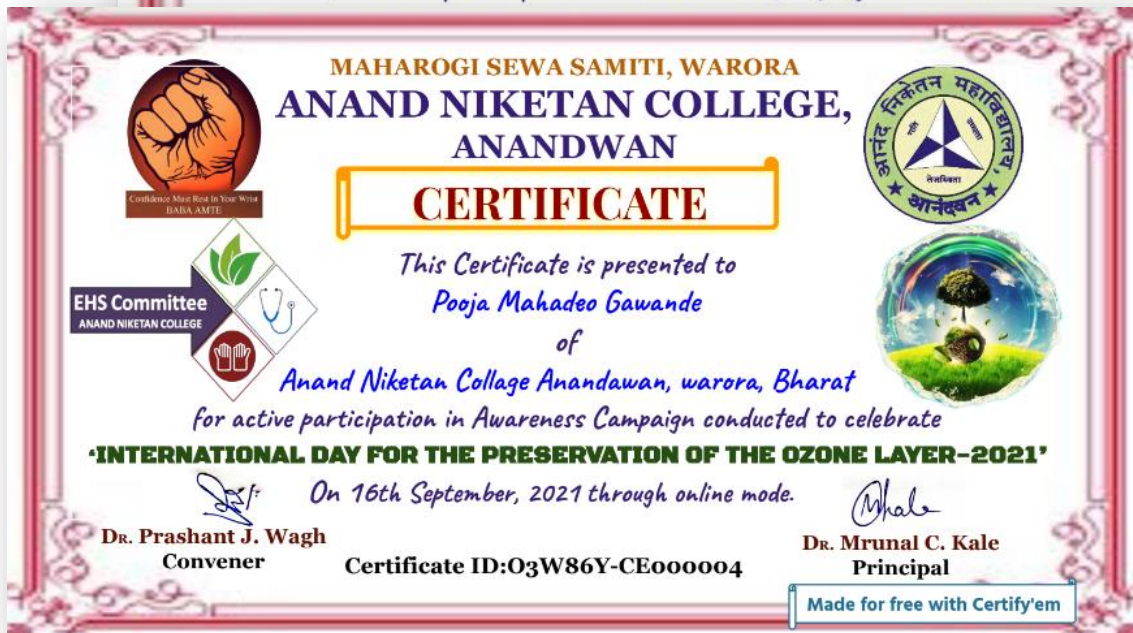 MAHAROGI SEWA SAMITI, WARORA
ANAND NIKETAN COLLEGE,
ANANDWAN
Confidence Must Rest In Your Wrist
BABA AMTE
आनंद निकेतन महाविद्यालय,
आनंदवन
तेजस्विता
CERTIFICATE
EHS Committee
ANAND NIKETAN COLLEGE
This Certificate is presented to
Pooja Mahadeo Gawande
of
Anand Niketan Collage Anandawan, warora, Bharat
for active participation in Awareness Campaign conducted to celebrate
‘INTERNATIONAL DAY FOR THE PRESERVATION OF THE OZONE LAYER-2021’
On 16th September, 2021 through online mode.
DR. Prashant J. Wagh
Convener
Certificate ID:O3W86Y-CE000004
DR. Mrunal C. Kale
Principal
Made for free with Certify'em